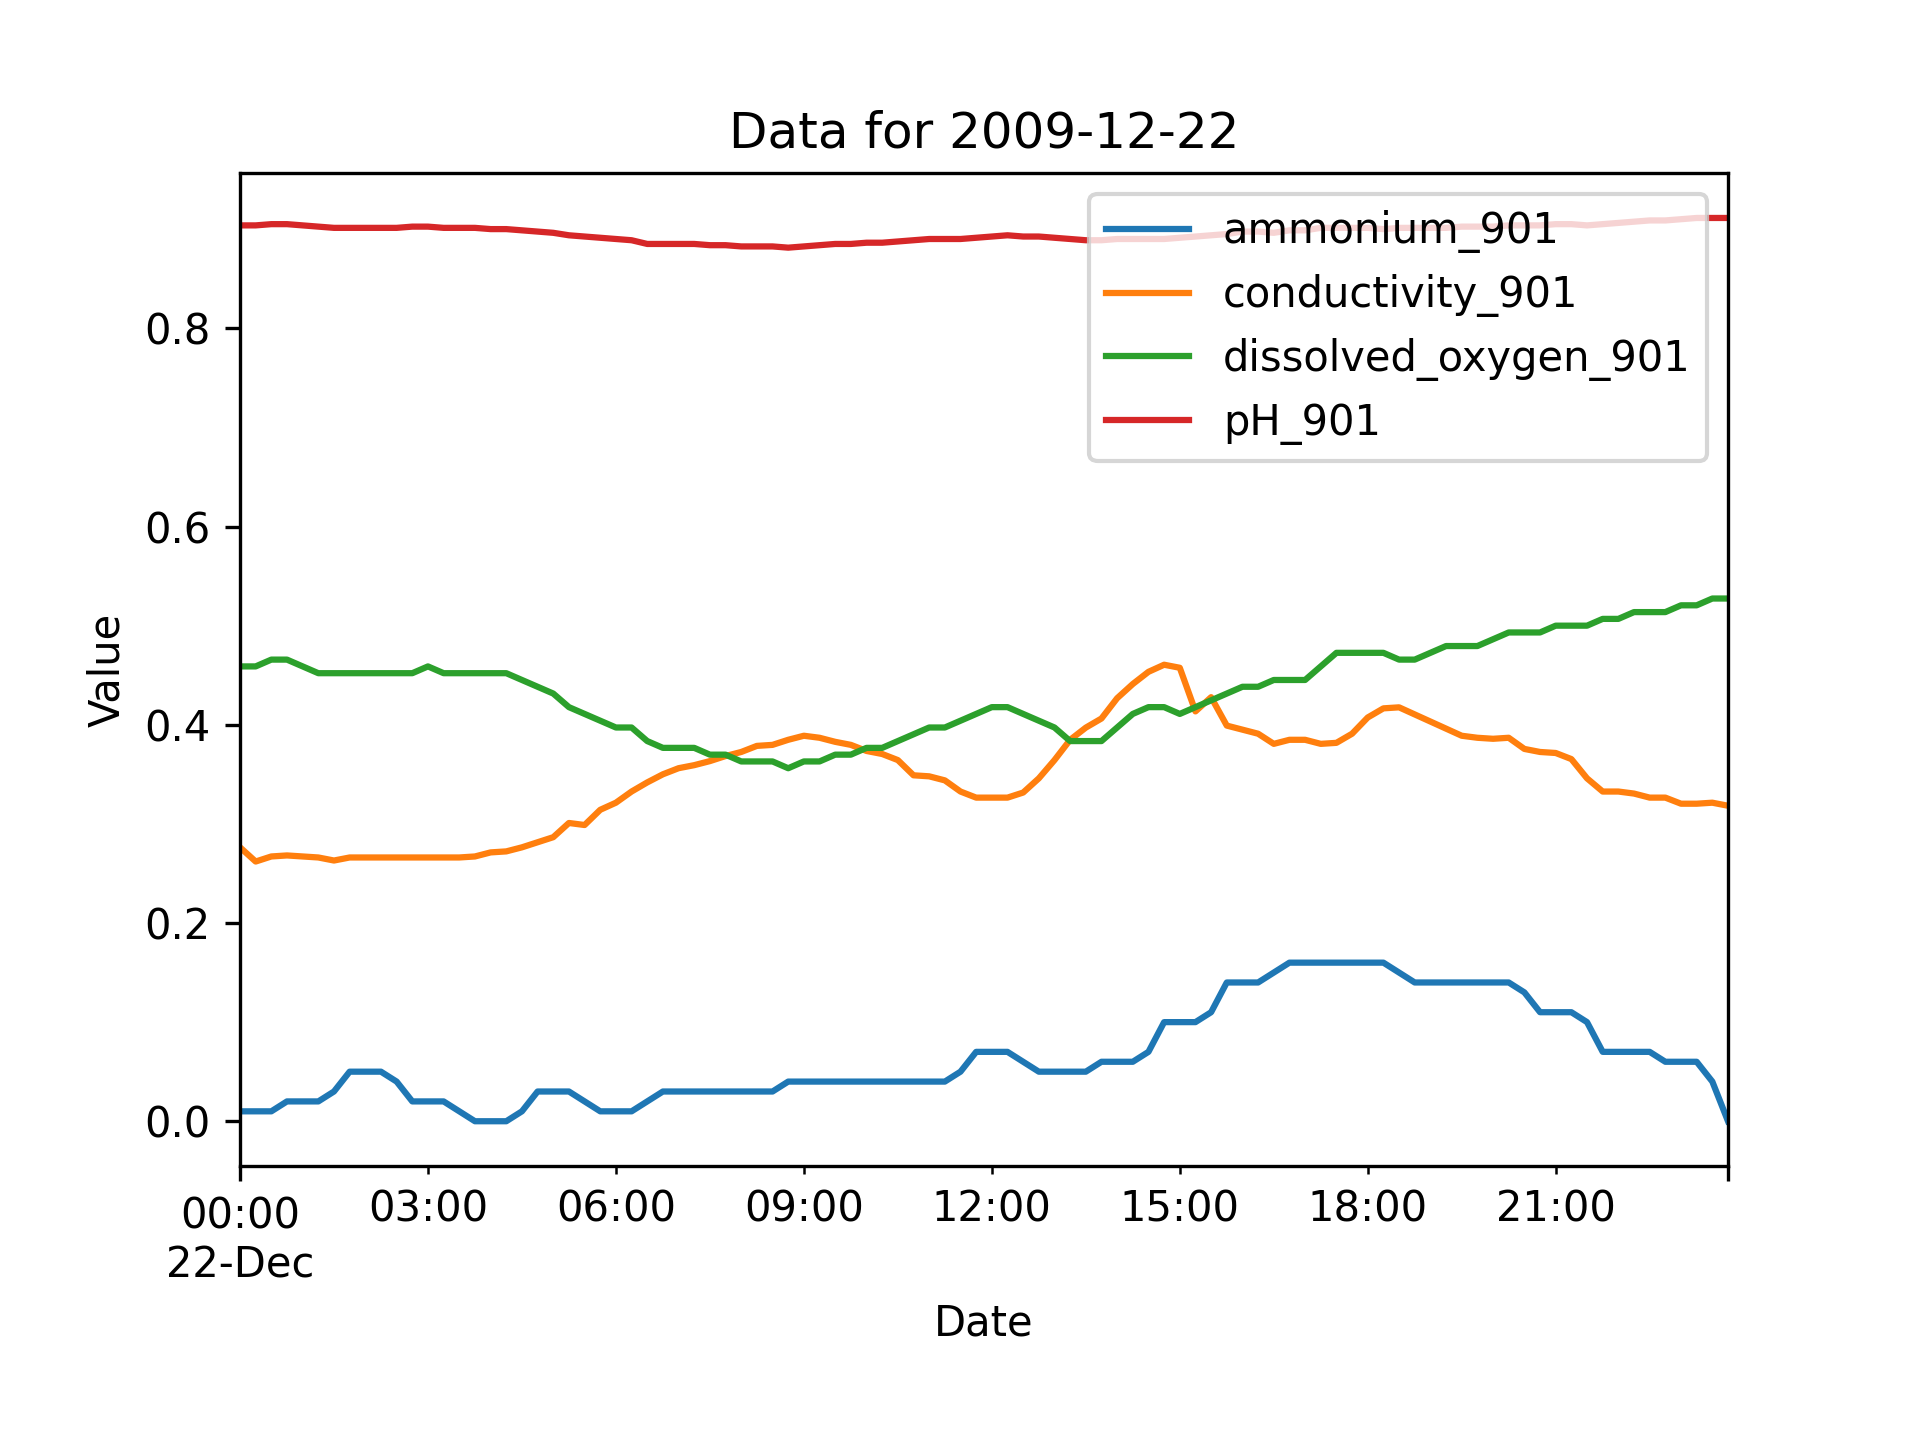 Data for 2009-12-22
ammonium_901
conductivity_901
dissolved_oxygen_901
pH_901
Value
0.8
0.6
0.4
0.2
0.0
00:00
22-Dec
03:00
06:00
09:00
12:00
15:00
18:00
21:00
Date